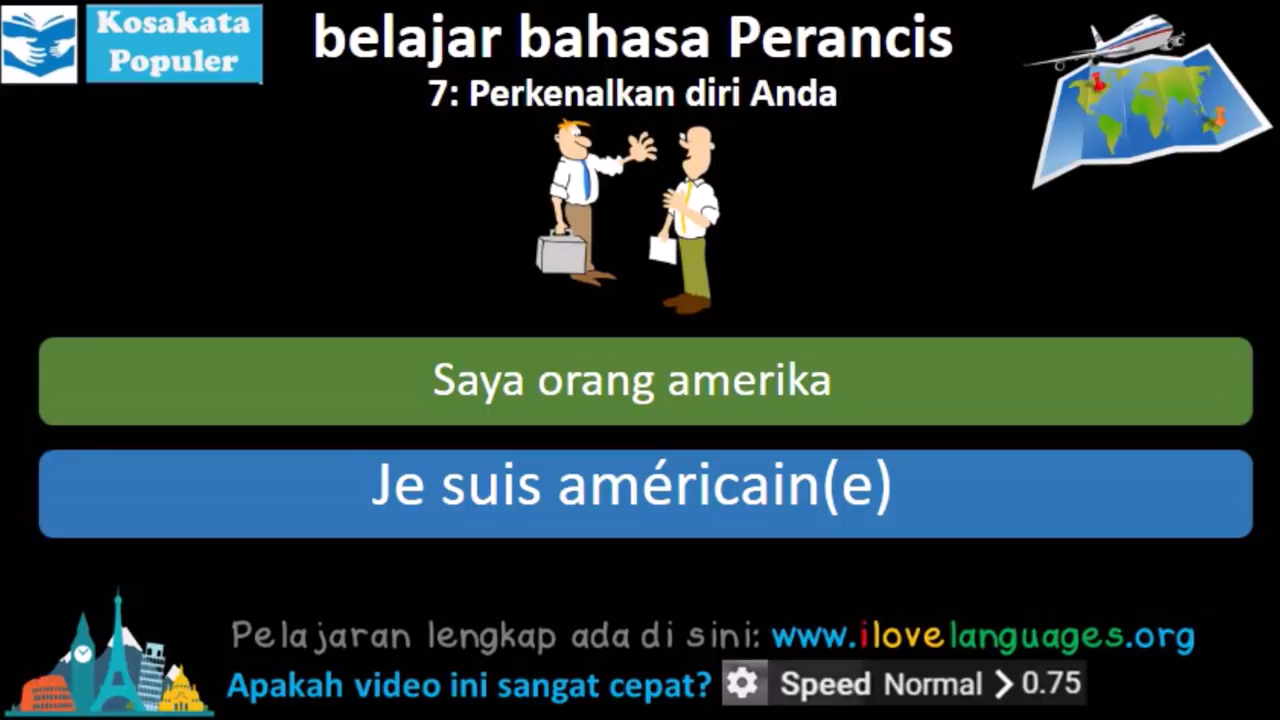 Kosakata
Populer
belajar bahasa Perancis
7: Perkenalkan diri Anda
Saya orang amerika
Je suis américain(e)
Pelajaran lengkap ada di sini: www.ilovelanguages.org
Apakah video ini sangat cepat? Speed Normal > 0.75